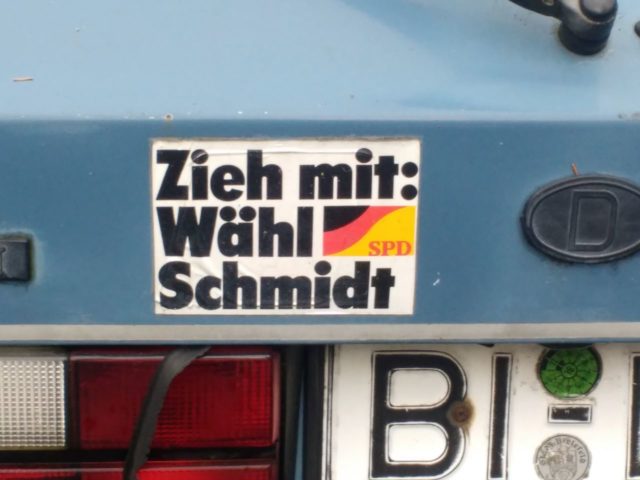 Zieh mit:
Wähl
SPD
Schmidt
D
BI